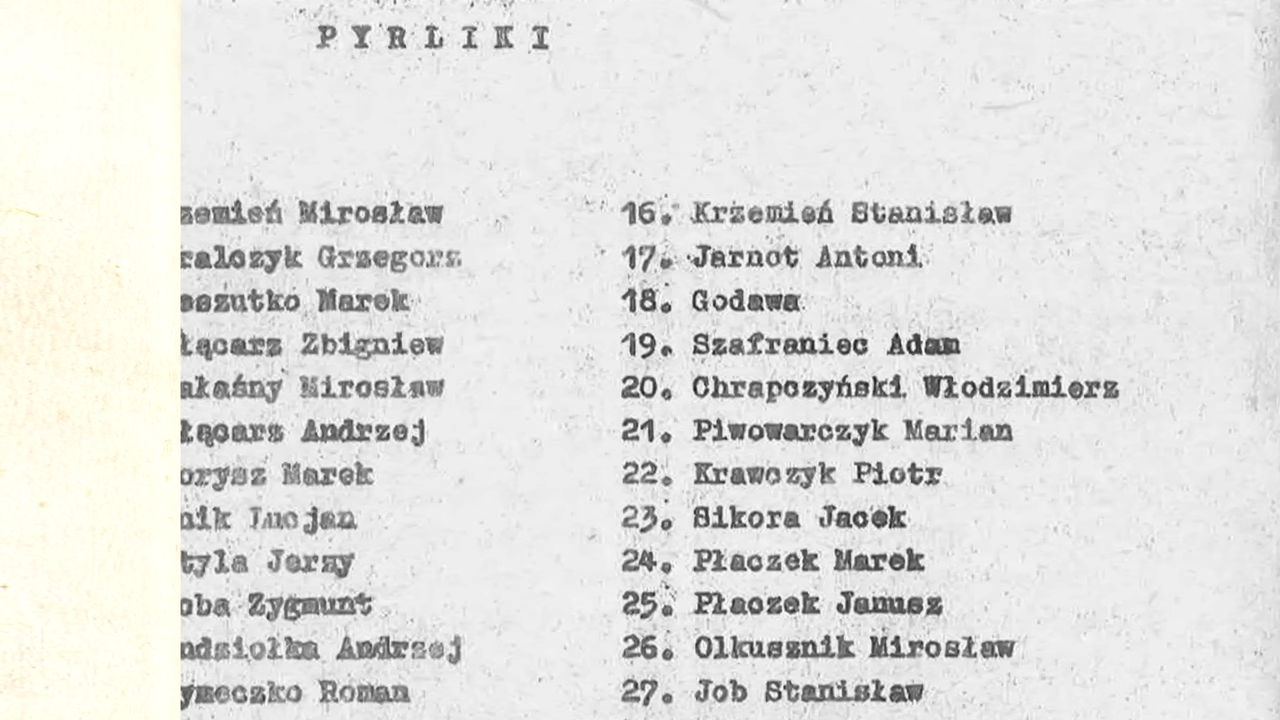 PYRLIKI
zemień Mirosław
ralczyk Grzegorz
eszutko Marek
łącarz Zbigniew
akaśny Mirosław
łącarz Andrzej
orysz Marek
nik Lucjan
tyla Jerzy
oba Zygmunt
ndziołka Andrzej
ymeczko Roman
16. Krzemień Stanisław
17. Jarnot Antoni
18. Godawa
19. Szafraniec Adam
20. Chrapczyński Włodzimierz
21. Piwowarczyk Marian
22. Krawczyk Piotr
23. Sikora Jacek
24. Płaczek Marek
25. Płaczek Janusz
26. Olkusznik Mirosław
27. Job Stanisław